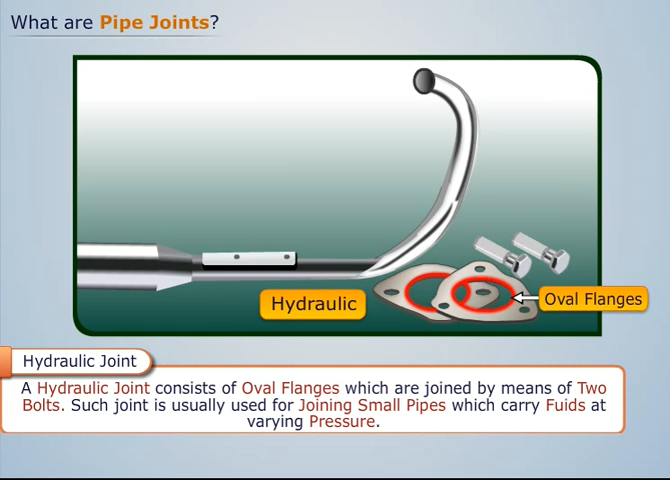 What are Pipe Joints?
Hydraulic
Oval Flanges
Hydraulic Joint
A Hydraulic Joint consists of Oval Flanges which are joined by means of Two
Bolts. Such joint is usually used for Joining Small Pipes which carry Fuids at
varying Pressure.